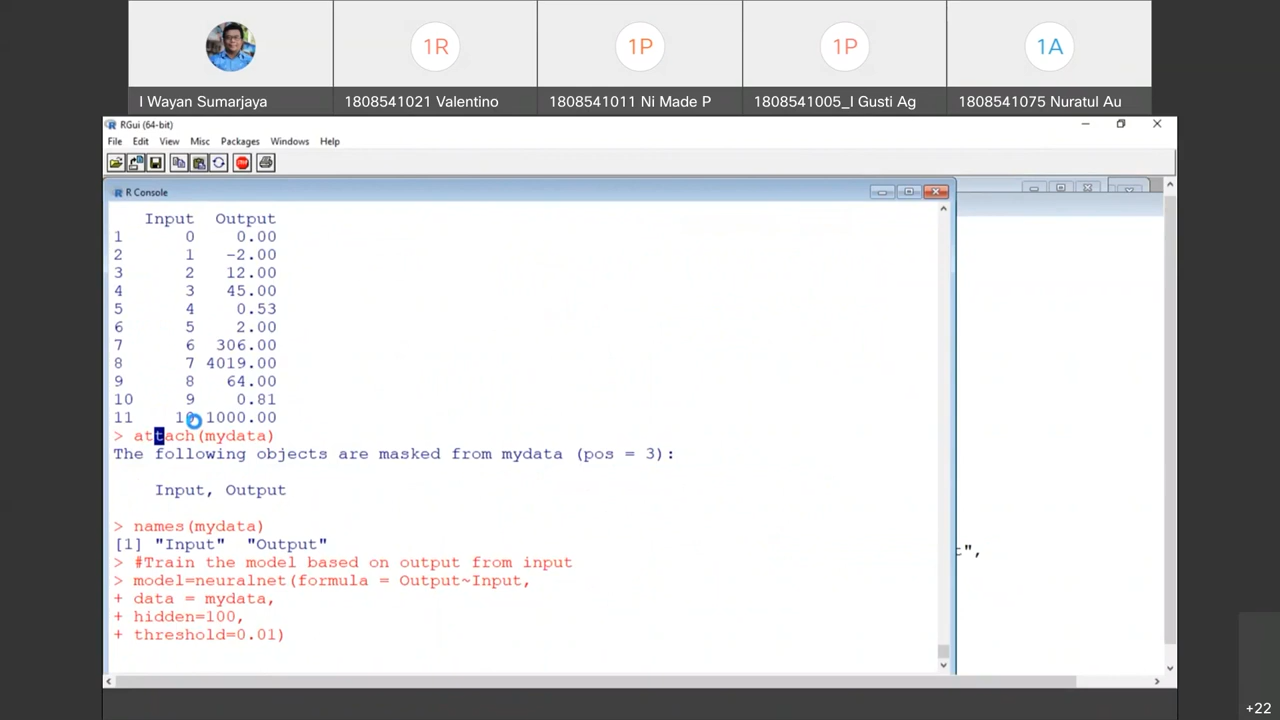 1R
1P
1P
1A
I Wayan Sumarjaya
1808541021 Valentino
1808541011 Ni Made P
1808541005_I Gusti Ag
1808541075 Nuratul Au
RGui (64-bit)
File Edit View Misc Packages Windows Help
STOP
R Console
Input Output
1 0 0.00
2 1 -2.00
3 2 12.00
4 3 45.00
5 4 0.53
6 5 2.00
7 6 306.00
8 7 4019.00
9 8 64.00
10 9 0.81
11 10 1000.00
> attach(mydata)
The following objects are masked from mydata (pos = 3):
Input, Output
> names(mydata)
[1] "Input" "Output"
> #Train the model based on output from input
> model=neuralnet(formula = Output~Input,
t",
+ data = mydata,
+ hidden=100,
+ threshold=0.01)
+22